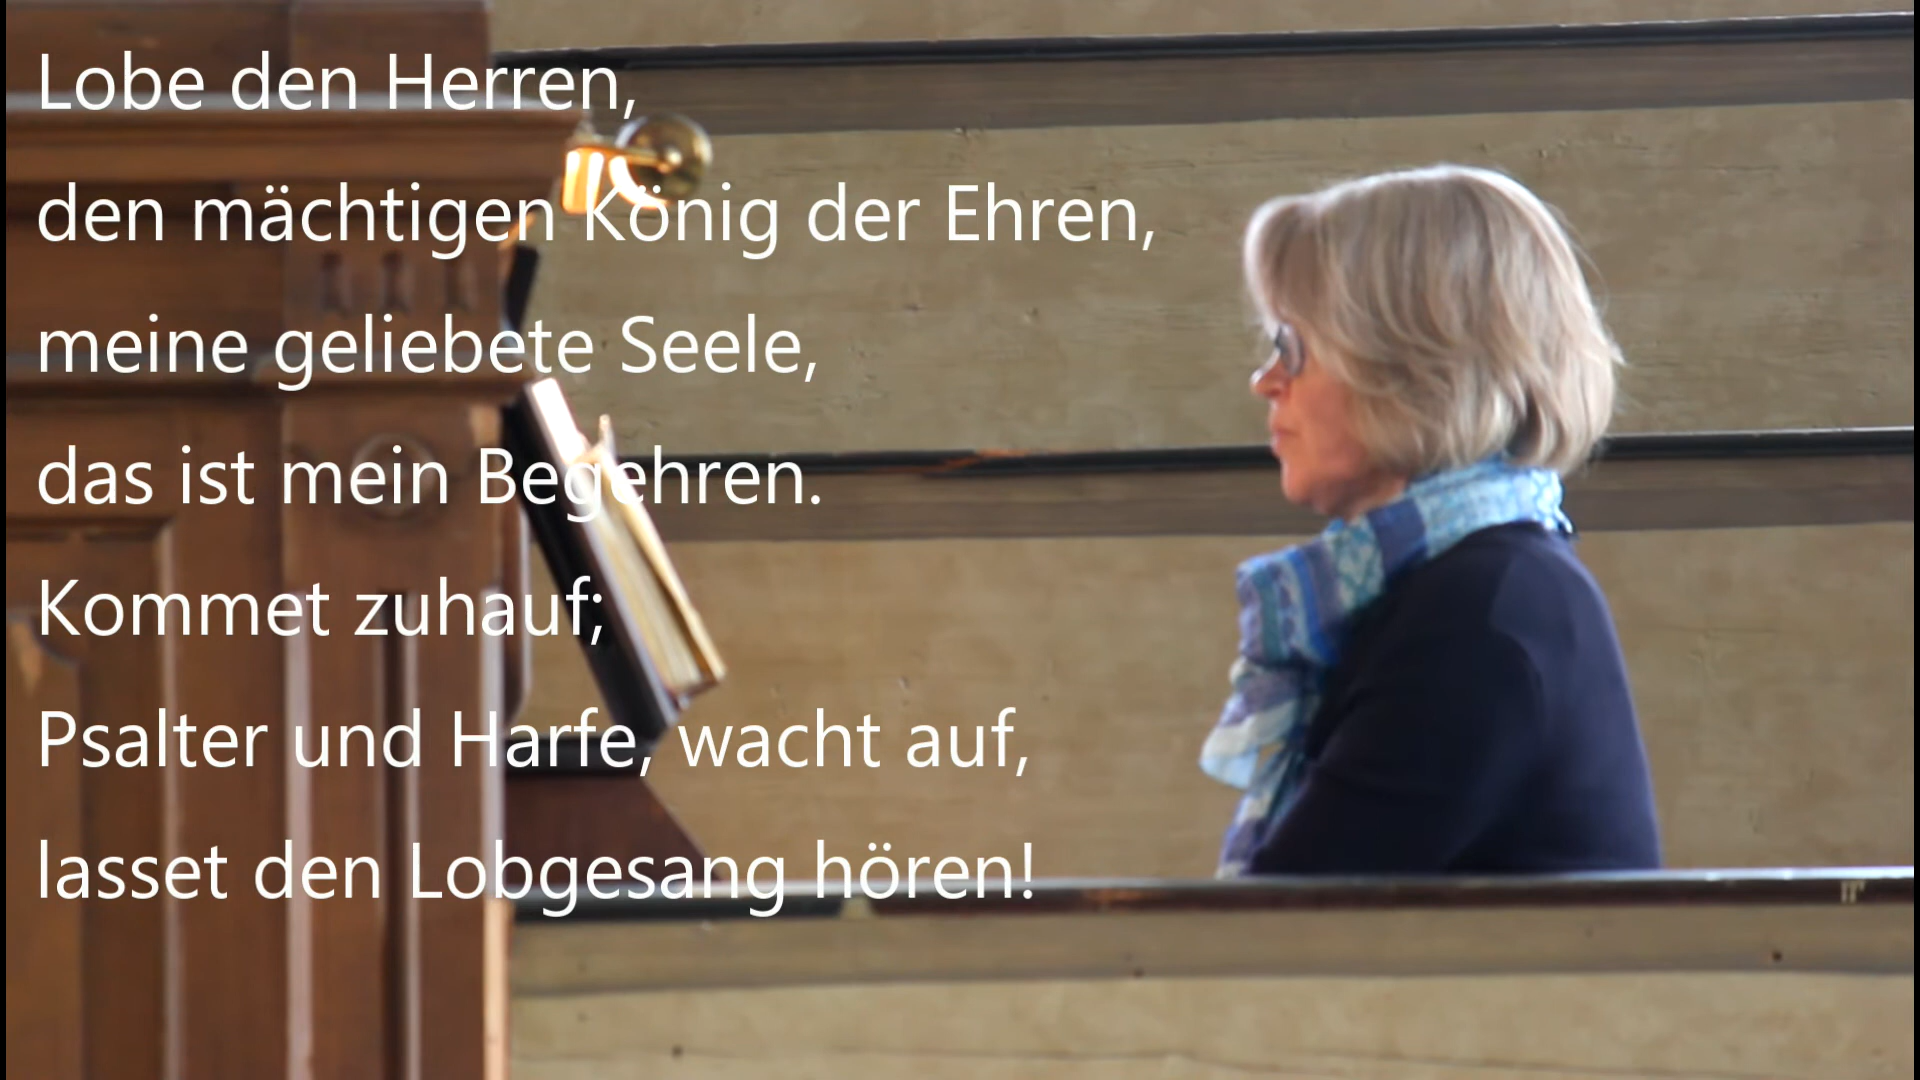 Lobe den Herren,
den mächtigen König der Ehren,
meine geliebete Seele,
das ist mein Begehren.
Kommet zuhauf;
Psalter und Harfe, wacht auf,
lasset den Lobgesang hören!